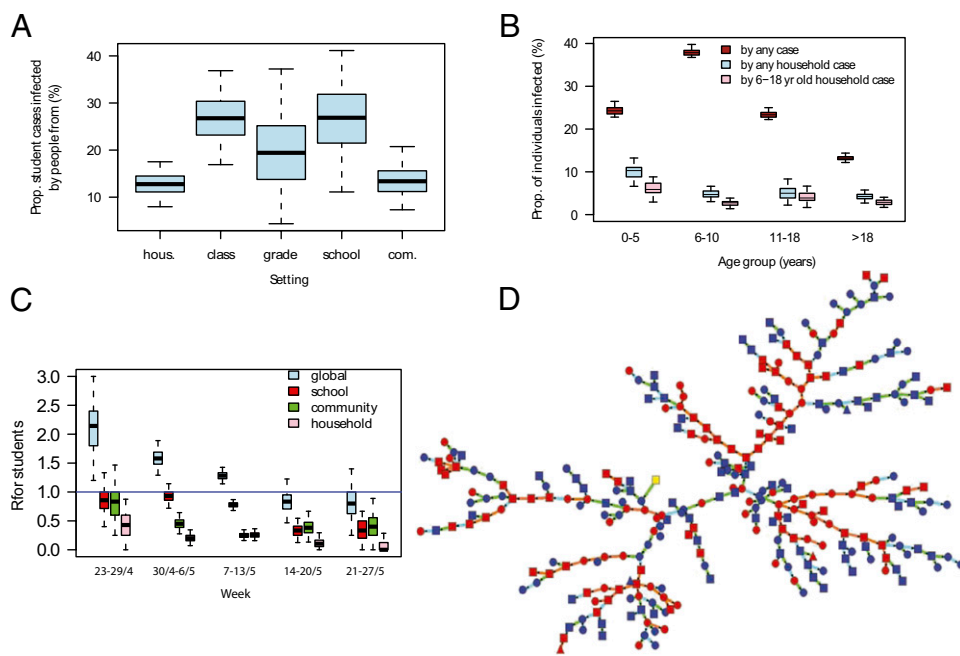 A
Prop. student cases infected
by people from (%)
40
30
20
10
hous. class grade school com.
Setting
B
Prop. of individuals infected (%)
40
30
20
10
0
by any case
by any household case
by 6−18 yr old household case
0-5 6-10 11-18 >18
Age group (years)
C
Rfor students
3.0
2.5
2.0
1.5
1.0
0.5
0.0
global
school
community
household
23-29/4 30/4-6/5 7-13/5 14-20/5 21-27/5
Week
D